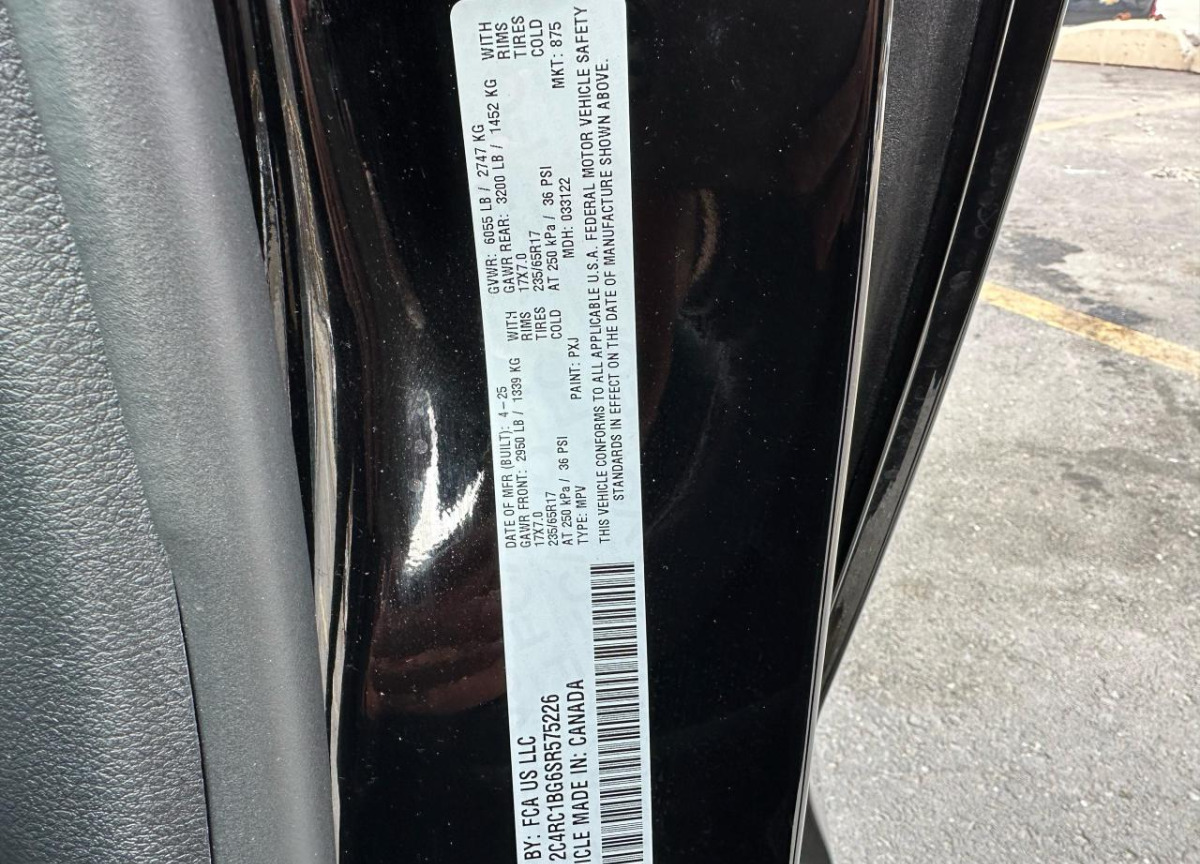 BY: FCA US LLC
2C4RC1BG6SR575226
ICLE MADE IN: CANADA
DATE OF MFR (BUILT): 4-25 GVWR: 6055 LB / 2747 KG
GAWR FRONT: 2950 LB / 1339 KG WITH GAWR REAR: 3200 LB / 1452 KG WITH
17X7.0 RIMS 17X7.0 RIMS
235/65R17 TIRES 235/65R17 TIRES
AT 250 kPa / 36 PSI COLD AT 250 kPa / 36 PSI COLD
TYPE: MPV PAINT: PXJ MDH: 033122 MKT: 875
THIS VEHICLE CONFORMS TO ALL APPLICABLE U.S.A. FEDERAL MOTOR VEHICLE SAFETY
STANDARDS IN EFFECT ON THE DATE OF MANUFACTURE SHOWN ABOVE.